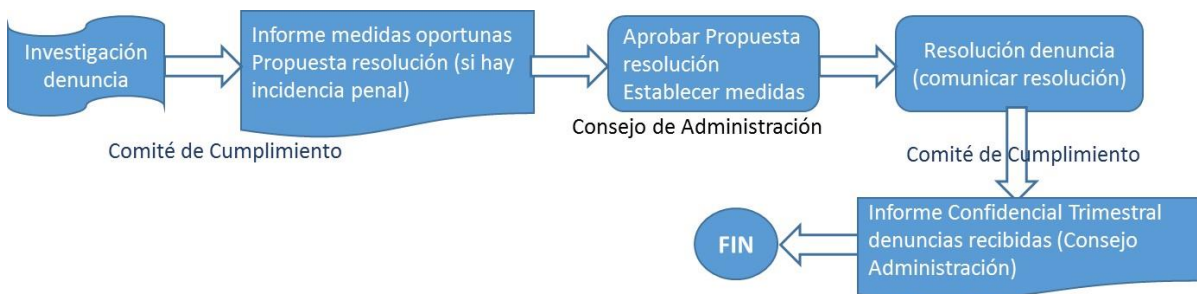 Investigación
denuncia
Informe medidas oportunas
Propuesta resolución (si hay
incidencia penal)
Comité de Cumplimiento
Aprobar Propuesta
resolución
Establecer medidas
Consejo de Administración
Resolución denuncia
(comunicar resolución)
Comité de Cumplimiento
Informe Confidencial Trimestral
denuncias recibidas (Consejo
Administración)
FIN